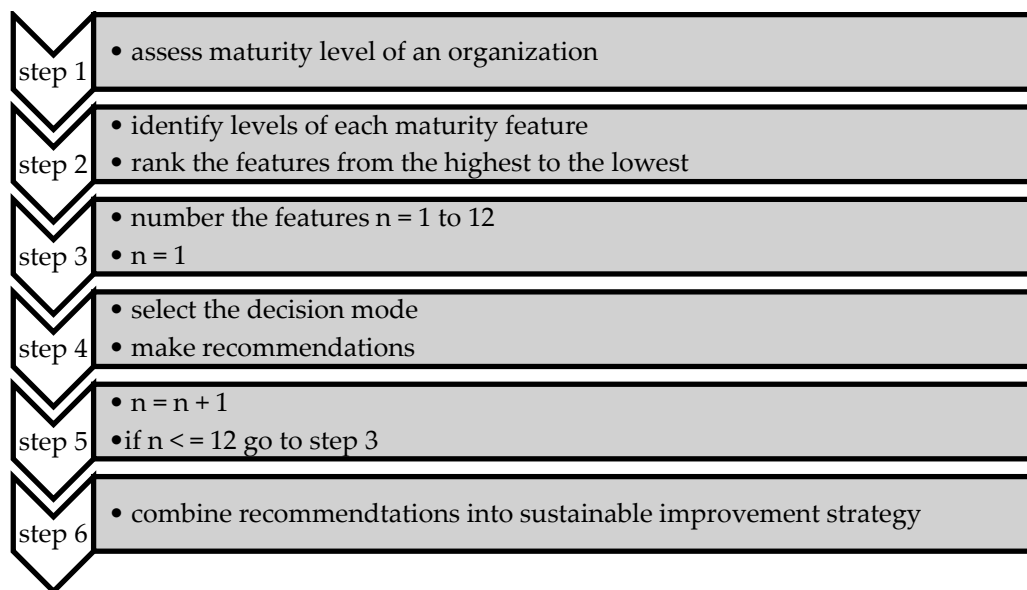 step 1
• assess maturity level of an organization
step 2
• identify levels of each maturity feature
• rank the features from the highest to the lowest
step 3
• number the features n = 1 to 12
• n = 1
step 4
• select the decision mode
• make recommendations
step 5
• n = n + 1
•if n < = 12 go to step 3
step 6
• combine recommendtations into sustainable improvement strategy